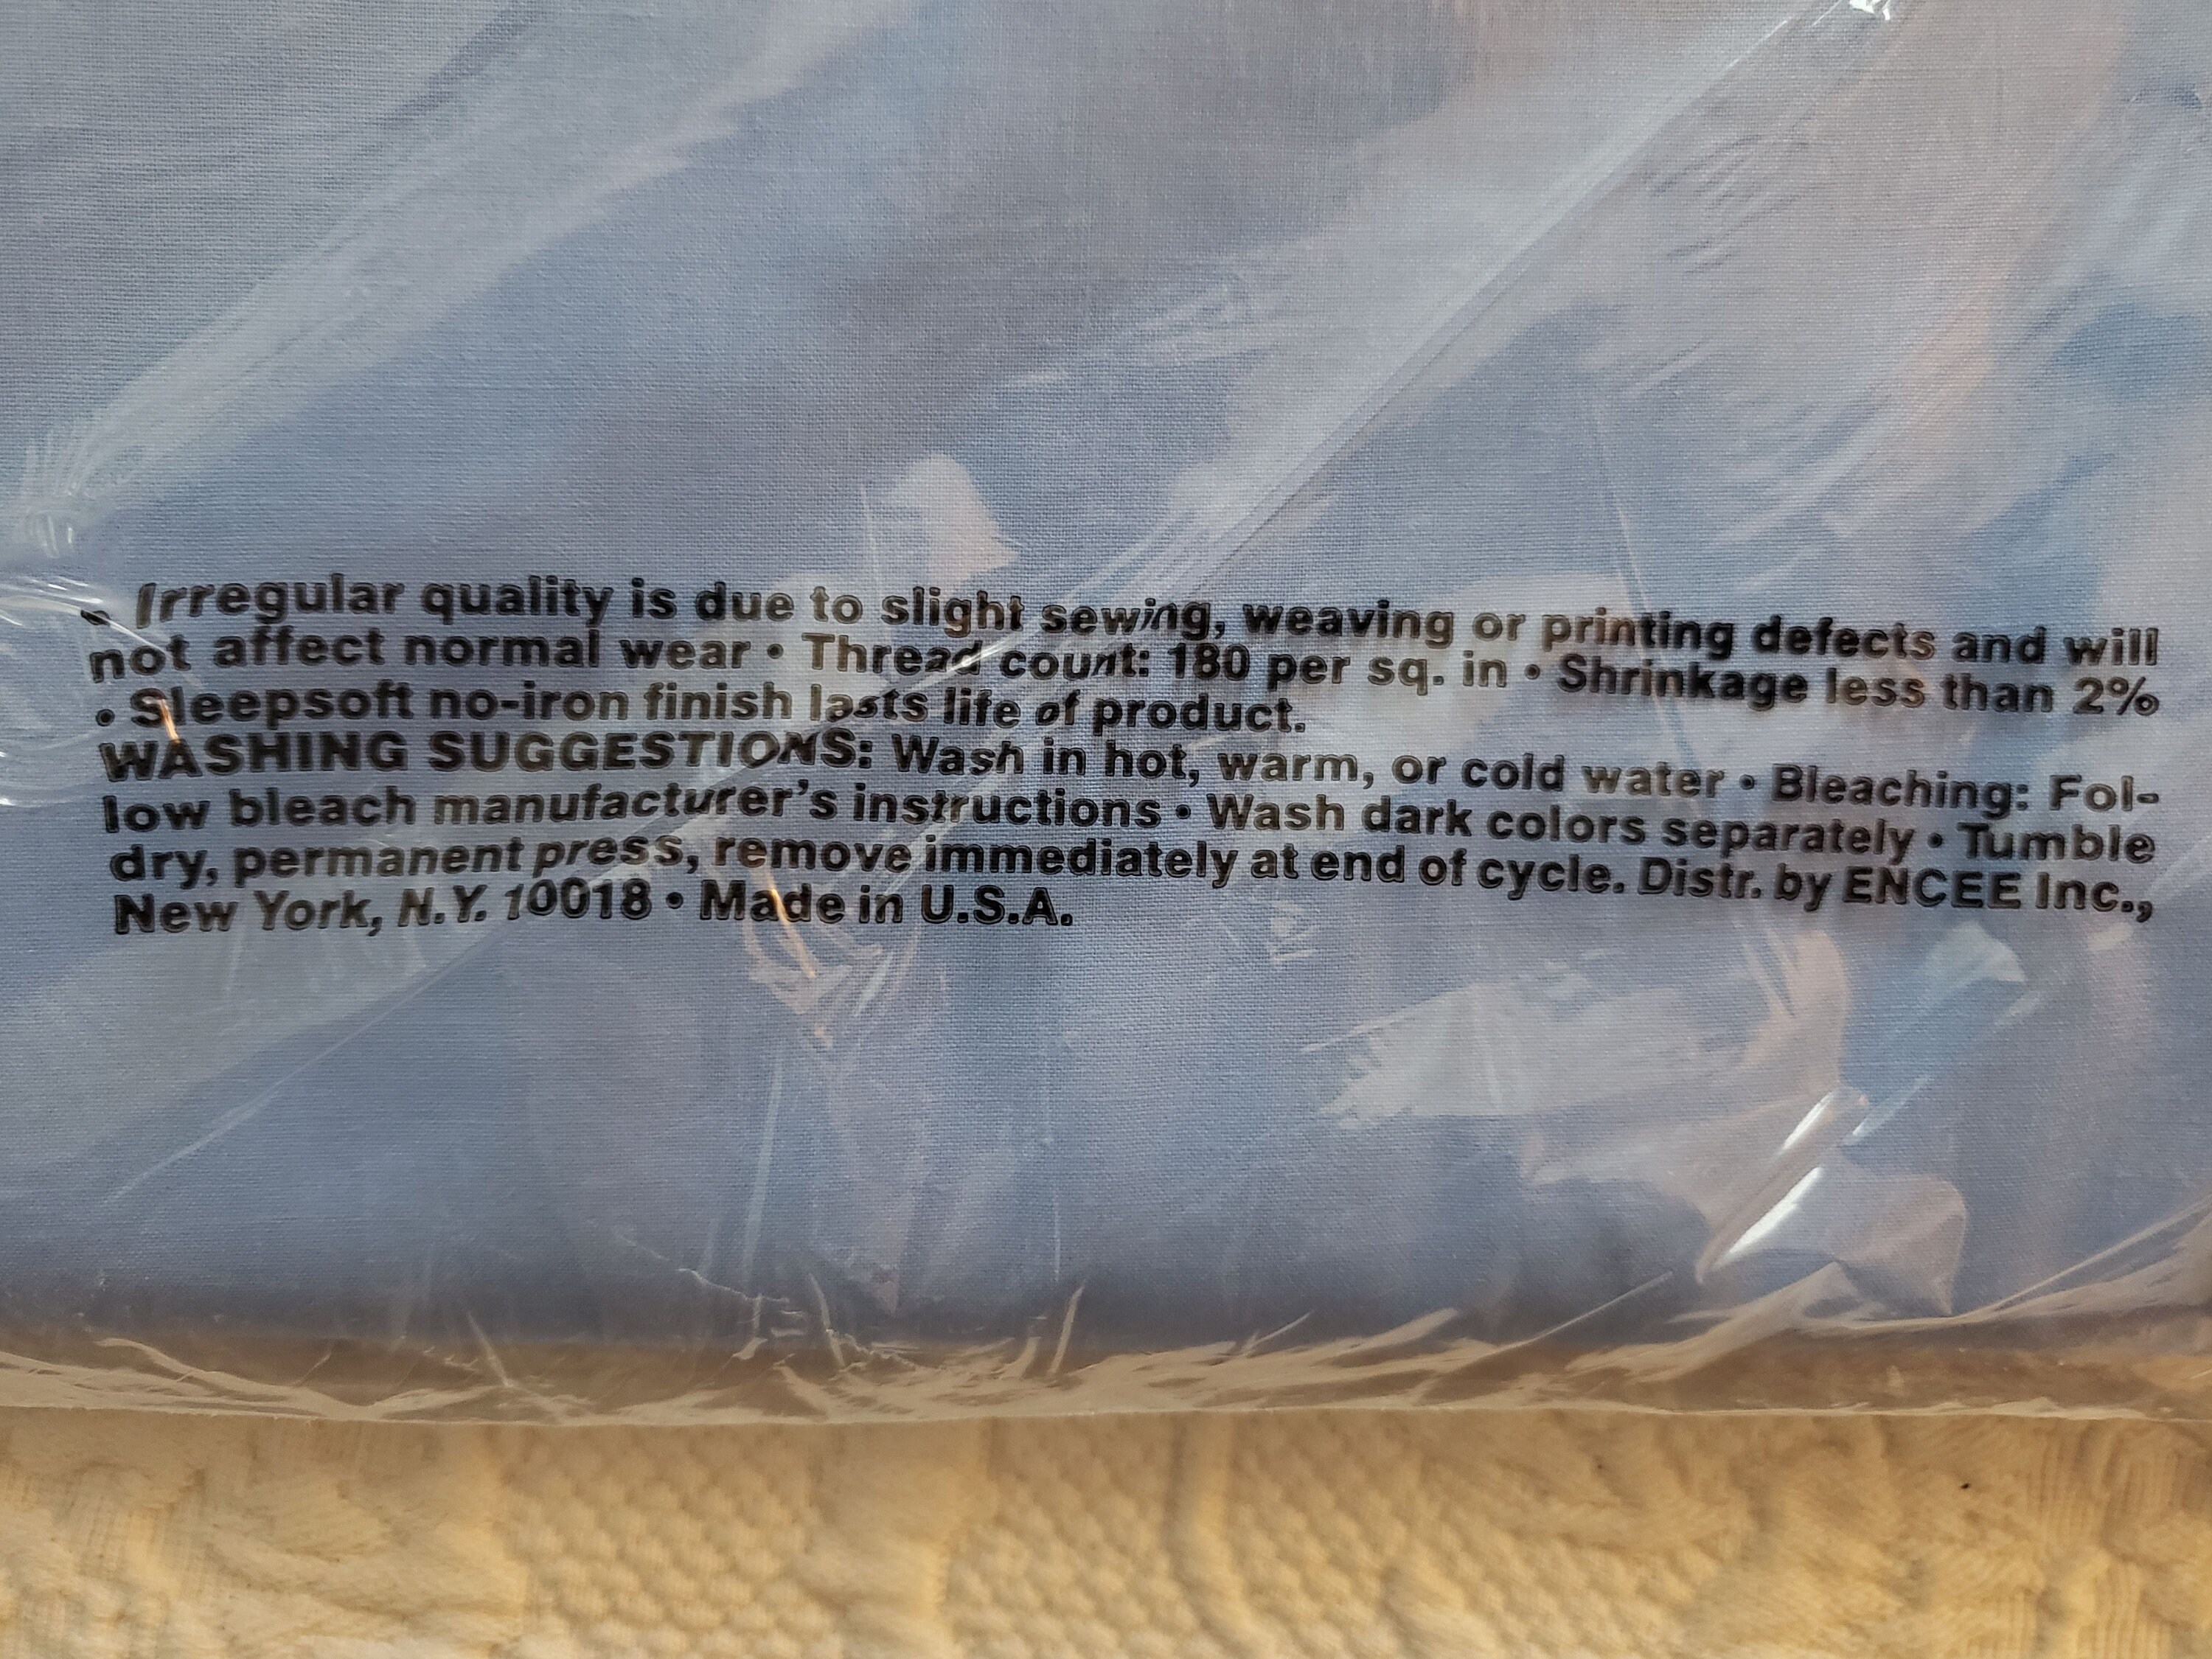 • Irregular quality is due to slight sewing, weaving or printing defects and will
not affect normal wear • Thread count: 180 per sq. in • Shrinkage less than 2%
• Sleepsoft no-iron finish lasts life of product.
WASHING SUGGESTIONS: Wash in hot, warm, or cold water • Bleaching: Fol-
low bleach manufacturer's instructions • Wash dark colors separately • Tumble
dry, permanent press, remove immediately at end of cycle. Distr. by ENCEE Inc.,
New York, N.Y. 10018 • Made in U.S.A.